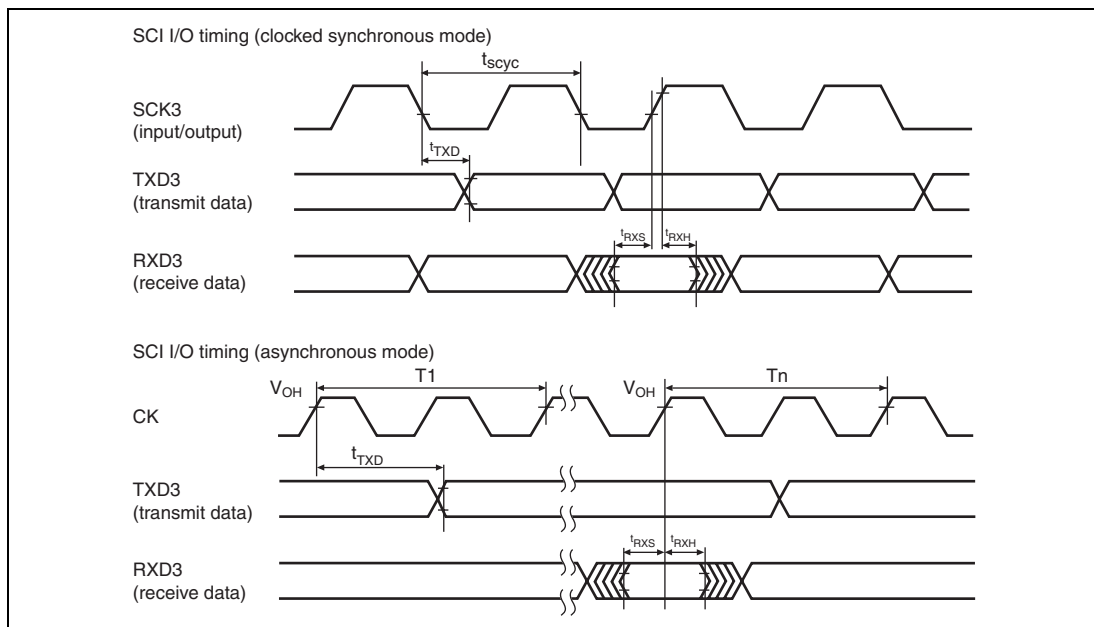 SCI I/O timing (clocked synchronous mode)
tscyc
SCK3
(input/output)
tTXD
TXD3
(transmit data)
tRXS tRXH
RXD3
(receive data)
SCI I/O timing (asynchronous mode)
VOH T1 VOH Tn
CK
tTXD
TXD3
(transmit data)
tRXS tRXH
RXD3
(receive data)